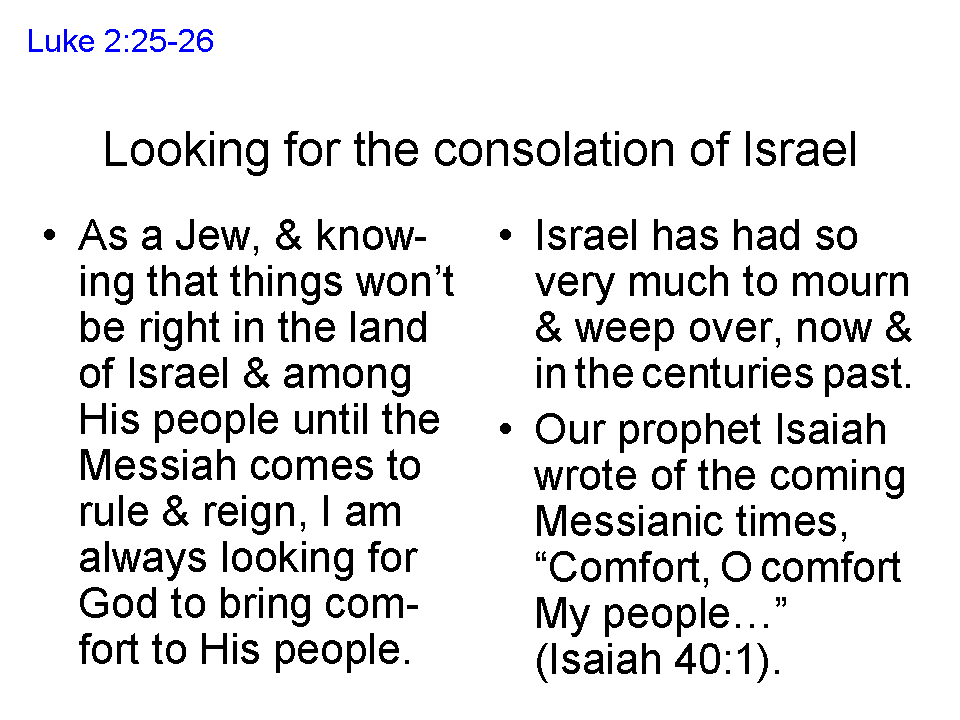 Luke 2:25-26
Looking for the consolation of Israel
• As a Jew, & know-
ing that things won’t
be right in the land
of Israel & among
His people until the
Messiah comes to
rule & reign, I am
always looking for
God to bring com-
fort to His people.
• Israel has had so
very much to mourn
& weep over, now &
in the centuries past.
• Our prophet Isaiah
wrote of the coming
Messianic times,
“Comfort, O comfort
My people…”
(Isaiah 40:1).